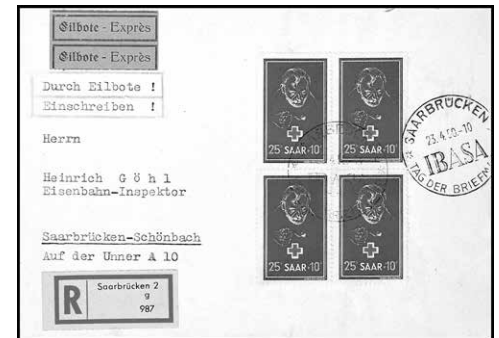 Eilbote - Exprès
Eilbote - Exprès
Durch Eilbote !
Einschreiben !
Herrn
Heinrich G ö h l
Eisenbahn-Inspektor
Saarbrücken-Schönbach
Auf der Unner A 10
R
Saarbrücken 2
g
987
25 SAAR +10
25 SAAR +10
25 SAAR +10
25 SAAR +10
SAARBRÜCKEN
23.4.50-10
IBASA
TAG DER BRIEFM